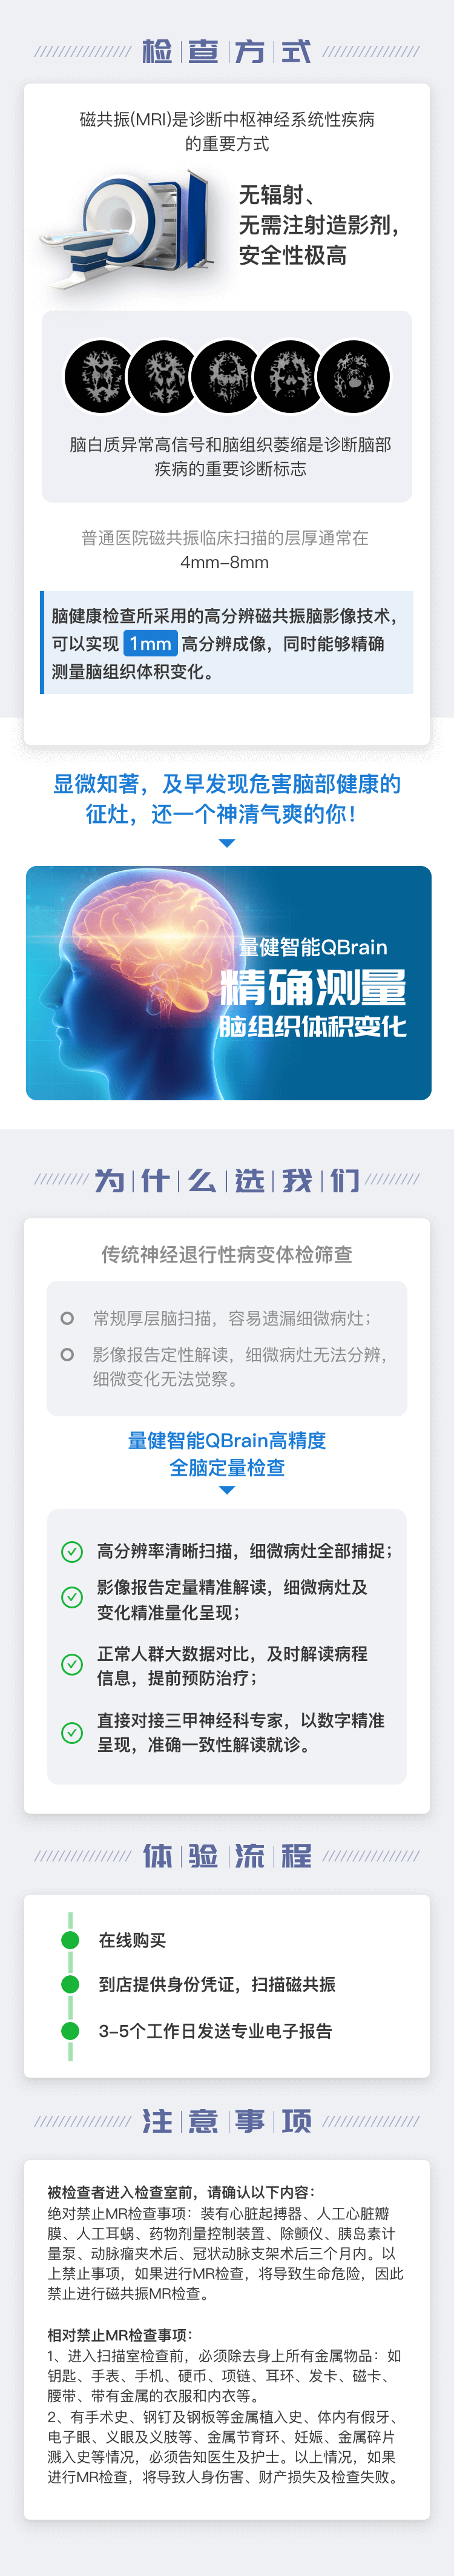 检查方式
磁共振(MRI)是诊断中枢神经系统性疾病
的重要方式
无辐射、
无需注射造影剂，
安全性极高
脑白质异常高信号和脑组织萎缩是诊断脑部
疾病的重要诊断标志
普通医院磁共振临床扫描的层厚通常在
4mm-8mm
脑健康检查所采用的高分辨磁共振脑影像技术，
可以实现 1mm 高分辨成像，同时能够精确
测量脑组织体积变化。
显微知著，及早发现危害脑部健康的
征灶，还一个神清气爽的你！
量健智能QBrain
精确测量
脑组织体积变化
为什么选我们
传统神经退行性病变体检筛查
常规厚层脑扫描，容易遗漏细微病灶；
影像报告定性解读，细微病灶无法分辨，
细微变化无法觉察。
量健智能QBrain高精度
全脑定量检查
高分辨率清晰扫描，细微病灶全部捕捉；
影像报告定量精准解读，细微病灶及
变化精准量化呈现；
正常人群大数据对比，及时解读病程
信息，提前预防治疗；
直接对接三甲神经科专家，以数字精准
呈现，准确一致性解读就诊。
体验流程
在线购买
到店提供身份凭证，扫描磁共振
3-5个工作日发送专业电子报告
注意事项
被检查者进入检查室前，请确认以下内容：
绝对禁止MR检查事项：装有心脏起搏器、人工心脏瓣
膜、人工耳蜗、药物剂量控制装置、除颤仪、胰岛素计
量泵、动脉瘤夹术后、冠状动脉支架术后三个月内。以
上禁止事项，如果进行MR检查，将导致生命危险，因此
禁止进行磁共振MR检查。
相对禁止MR检查事项：
1、进入扫描室检查前，必须除去身上所有金属物品：如
钥匙、手表、手机、硬币、项链、耳环、发卡、磁卡、
腰带、带有金属的衣服和内衣等。
2、有手术史、钢钉及钢板等金属植入史、体内有假牙、
电子眼、义眼及义肢等、金属节育环、妊娠、金属碎片
溅入史等情况，必须告知医生及护士。以上情况，如果
进行MR检查，将导致人身伤害、财产损失及检查失败。